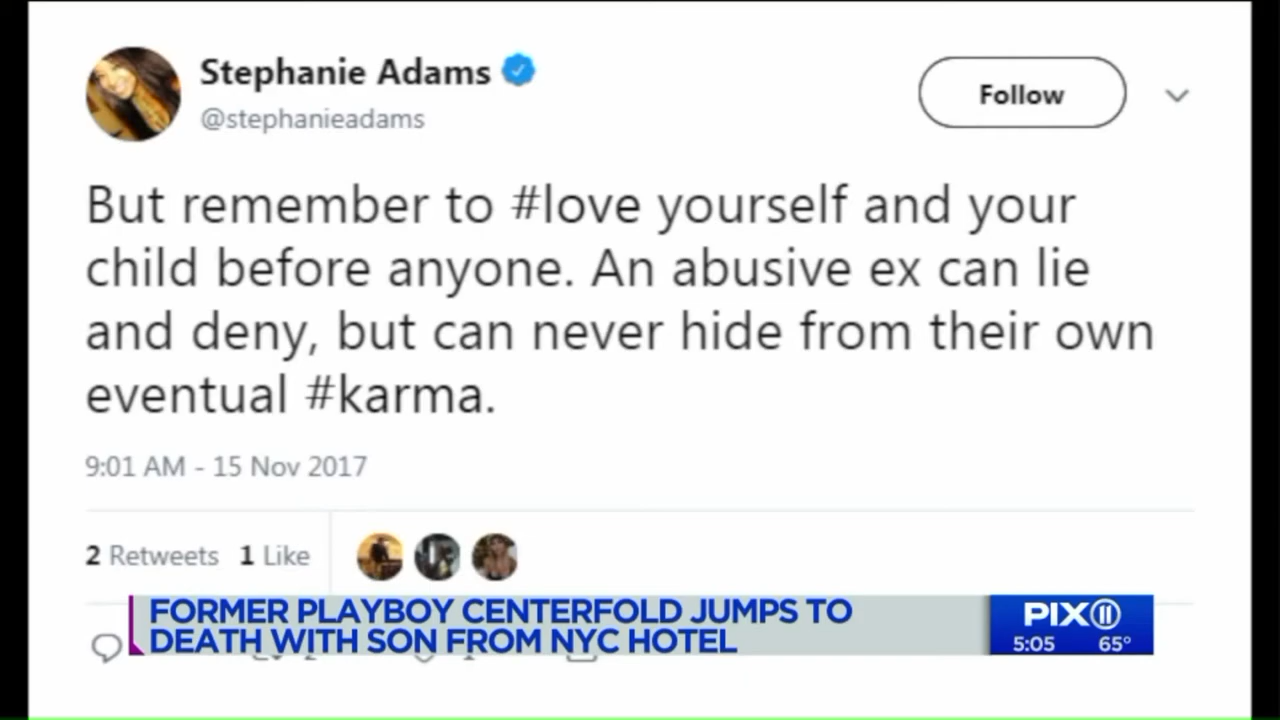 Stephanie Adams
@stephanieadams
Follow
But remember to #love yourself and your
child before anyone. An abusive ex can lie
and deny, but can never hide from their own
eventual #karma.
9:01 AM - 15 Nov 2017
2 Retweets 1 Like
FORMER PLAYBOY CENTERFOLD JUMPS TO
DEATH WITH SON FROM NYC HOTEL
PIX11
5:05 65°